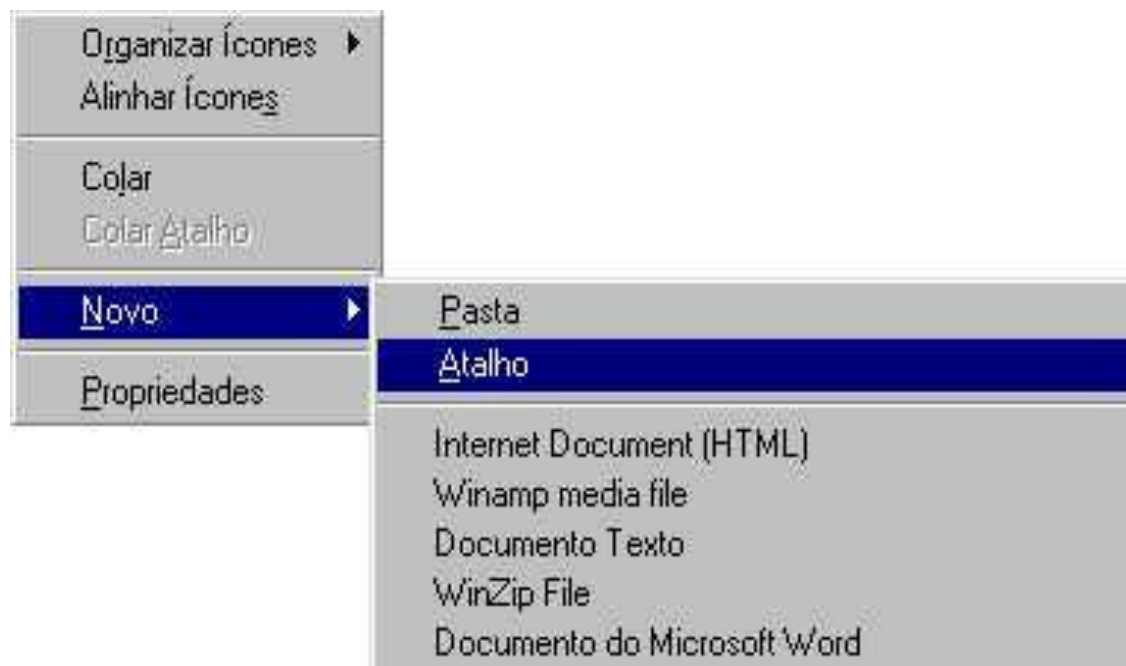 Organizar Ícones
Alinhar Ícones
Colar
Colar Atalho
Novo
Propriedades
Pasta
Atalho
Internet Document (HTML)
Winamp media file
Documento Texto
WinZip File
Documento do Microsoft Word